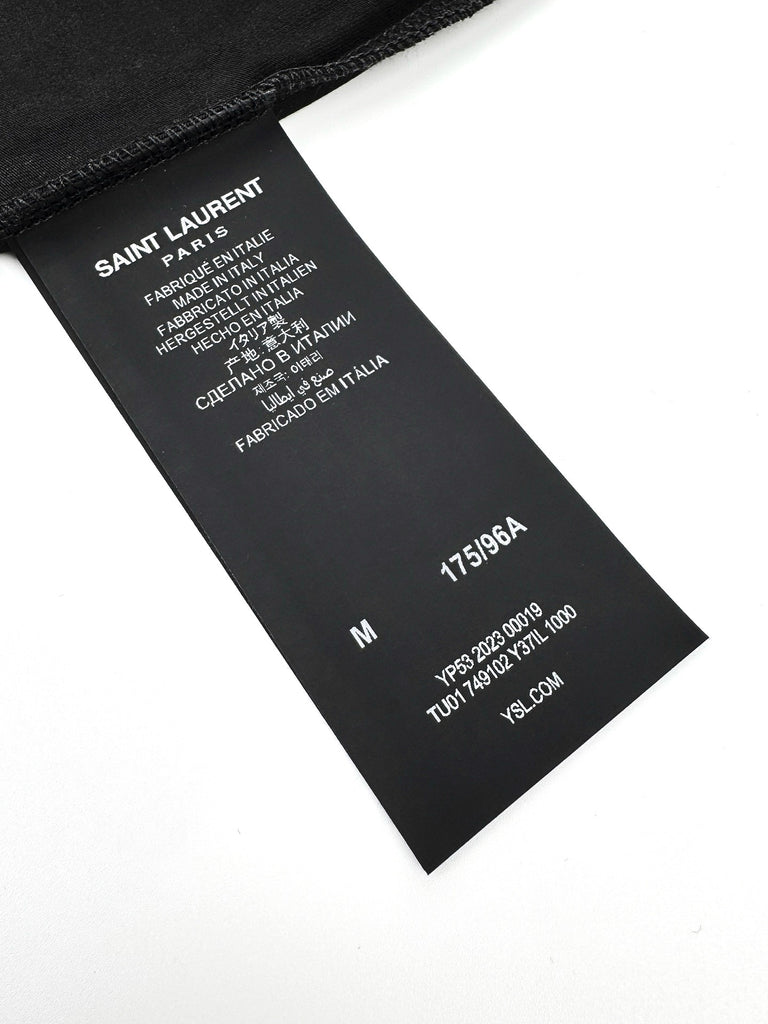 SAINT LAURENT
PARIS
FABRIQUÉ EN ITALIE
MADE IN ITALY
FABBRICATO IN ITALIA
HERGESTELLT IN ITALIEN
HECHO EN ITALIA
イタリア製
产地: 意大利
СДЕЛАНО В ИТАЛИИ
제조국: 이태리
صنع في ايطاليا
FABRICADO EM ITÁLIA
175/96A
M
YP53 2023 00019
TU01 749102 Y37IL 1000
YSL.COM